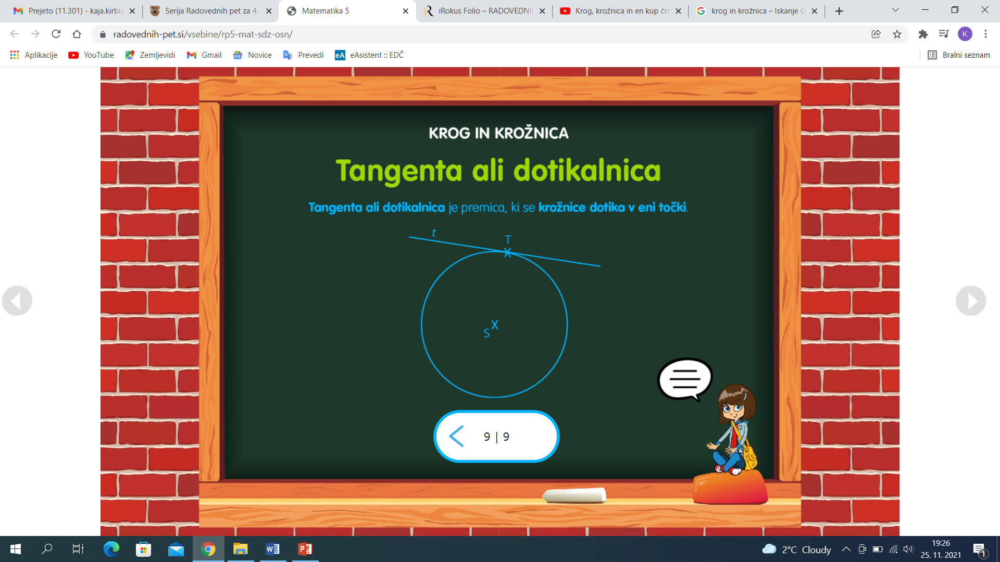 Prejeto (11.301) - kaja.kirbis
Serija Radovednih pet za 4.
Matematika 5
iRokus Folio – RADOVEDNI
Krog, krožnica in en kup črt
krog in krožnica – Iskanje G
radovednih-pet.si/vsebine/rp5-mat-sdz-osn/
K
Aplikacije
YouTube
Zemljevidi
Gmail
Novice
Prevedi
eA
eAsistent :: EDČ
Bralni seznam
KROG IN KROŽNICA
Tangenta ali dotikalnica
Tangenta ali dotikalnica je premica, ki se krožnice dotika v eni točki.
t
T
S
9 | 9
2°C Cloudy
19:26
25. 11. 2021
1